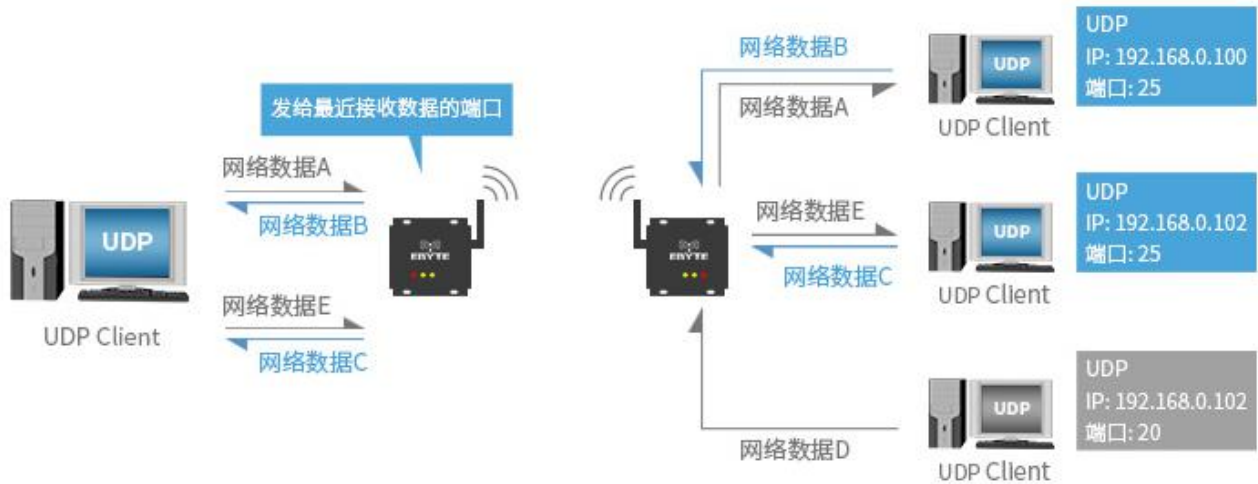 发给最近接收数据的端口
网络数据A
网络数据B
UDP
UDP Client
网络数据E
网络数据C
EBYTE
EBYTE
网络数据B
网络数据A
UDP
UDP Client
UDP
IP: 192.168.0.100
端口: 25
网络数据E
网络数据C
UDP
UDP Client
UDP
IP: 192.168.0.102
端口: 25
网络数据D
UDP
UDP Client
UDP
IP: 192.168.0.102
端口: 20